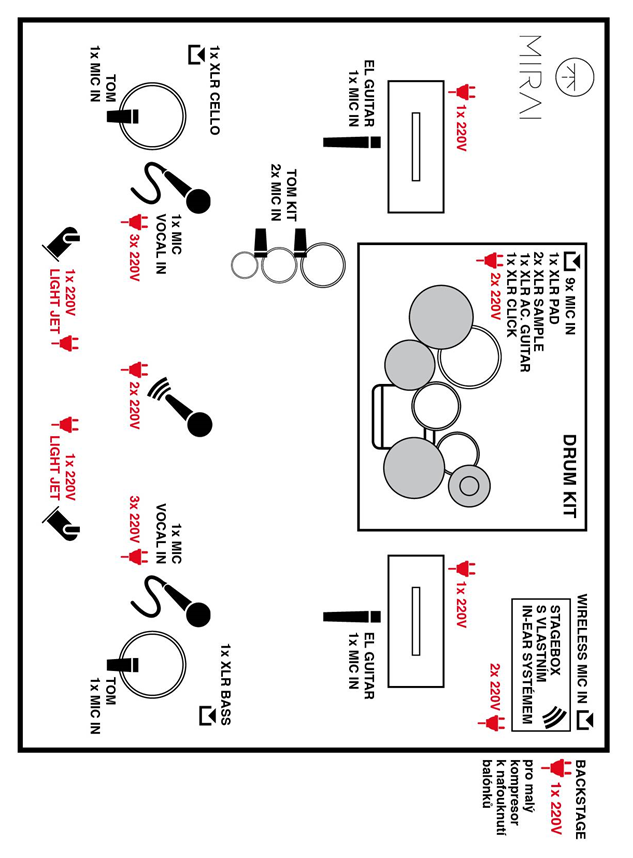 MIRAI
1x 220V
EL GUITAR
1x MIC IN
9x MIC IN
1x XLR PAD
2x XLR SAMPLE
1x XLR AC. GUITAR
1x XLR CLICK
2x 220V
DRUM KIT
WIRELESS MIC IN
STAGEBOX
S VLASTNÍM
IN-EAR SYSTÉMEM
2x 220V
BACKSTAGE
1x 220V
pro malý
kompresor
k nafouknutí
balónků
1x 220V
EL GUITAR
1x MIC IN
TOM KIT
2x MIC IN
1x XLR CELLO
TOM
1x MIC IN
1x MIC
VOCAL IN
3x 220V
2x 220V
1x MIC
VOCAL IN
3x 220V
1x XLR BASS
TOM
1x MIC IN
1x 220V
LIGHT JET
1x 220V
LIGHT JET